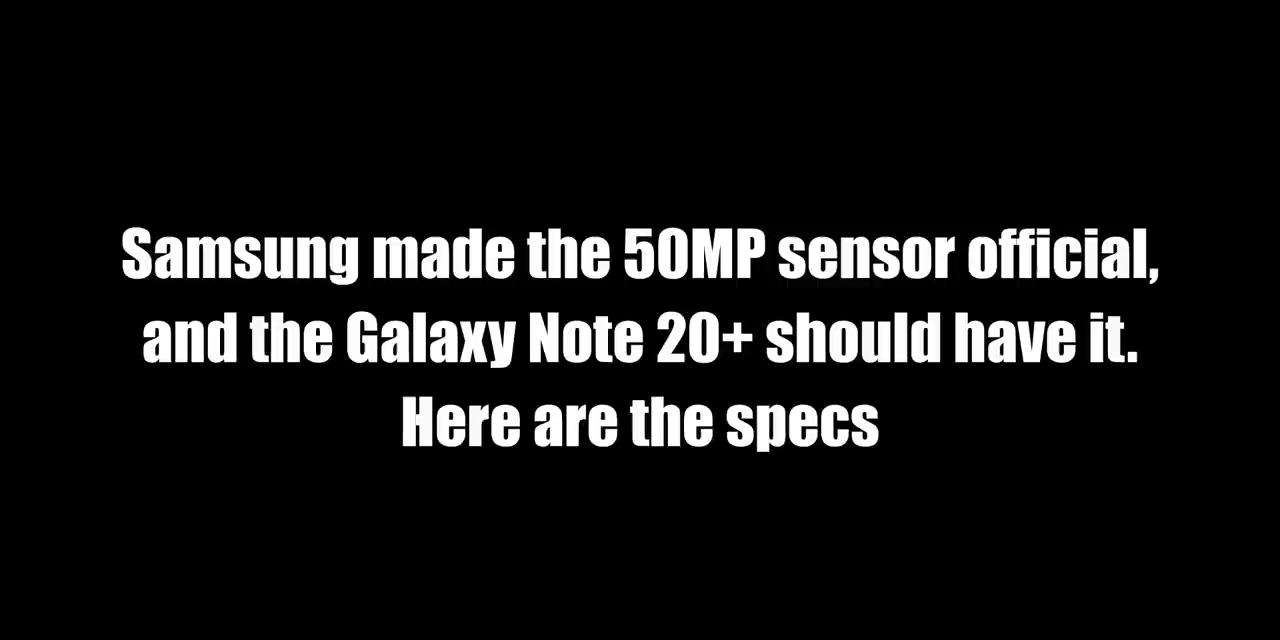 Samsung made the 50MP sensor official,
and the Galaxy Note 20+ should have it.
Here are the specs